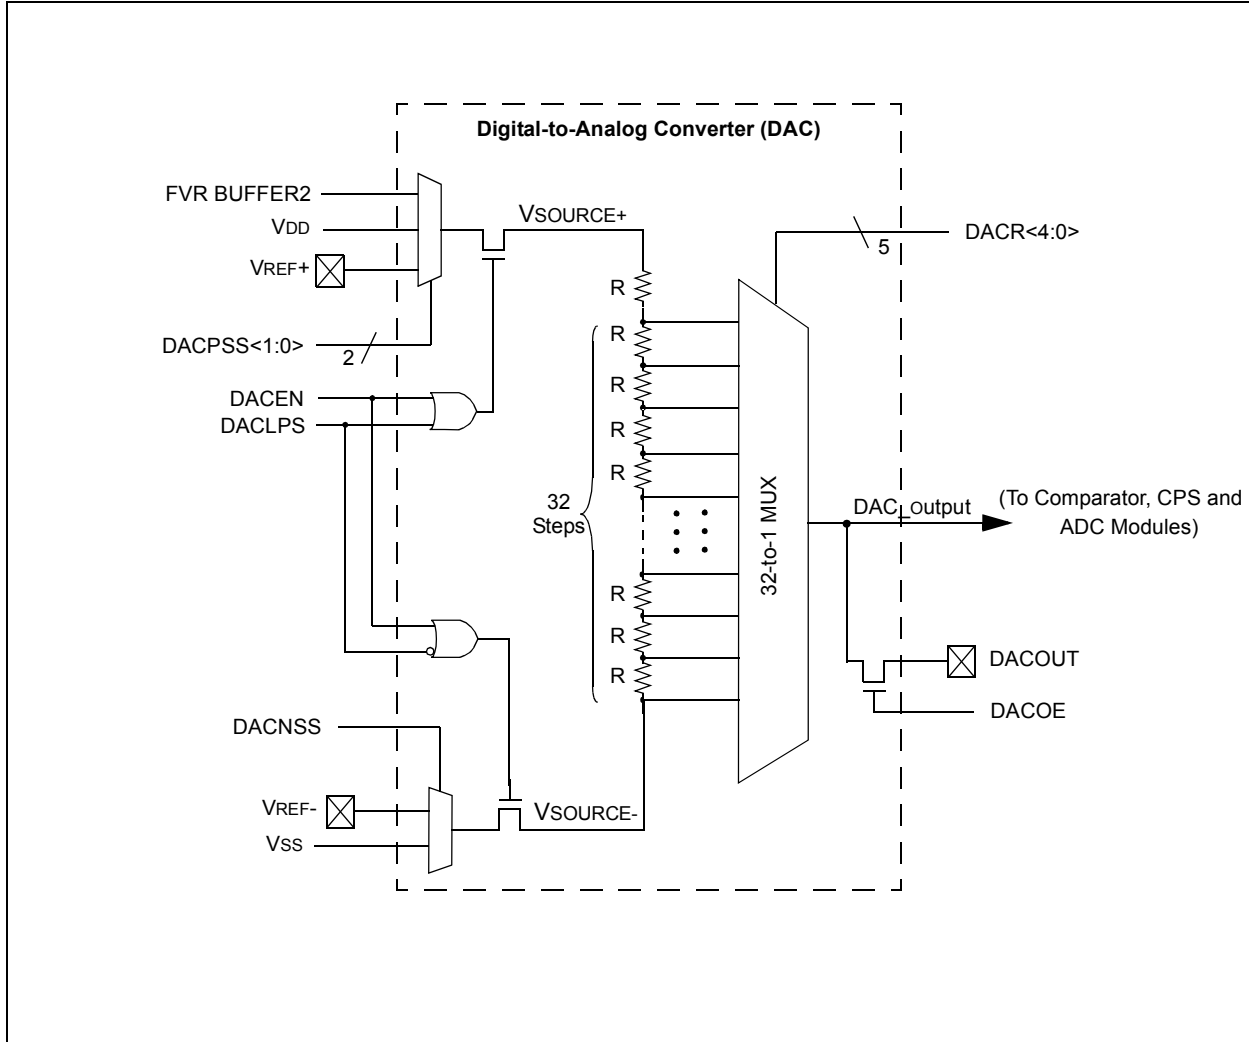 Digital-to-Analog Converter (DAC)
FVR BUFFER2
VDD
VREF+
VSOURCE+
DACR<4:0>
5
DACPSS<1:0>
2
DACEN
DACLPS
R
R
R
R
R
32
Steps
R
R
R
32-to-1 MUX
DAC_Output
(To Comparator, CPS and
ADC Modules)
DACOUT
DACOE
DACNSS
VREF-
VSOURCE-
VSS